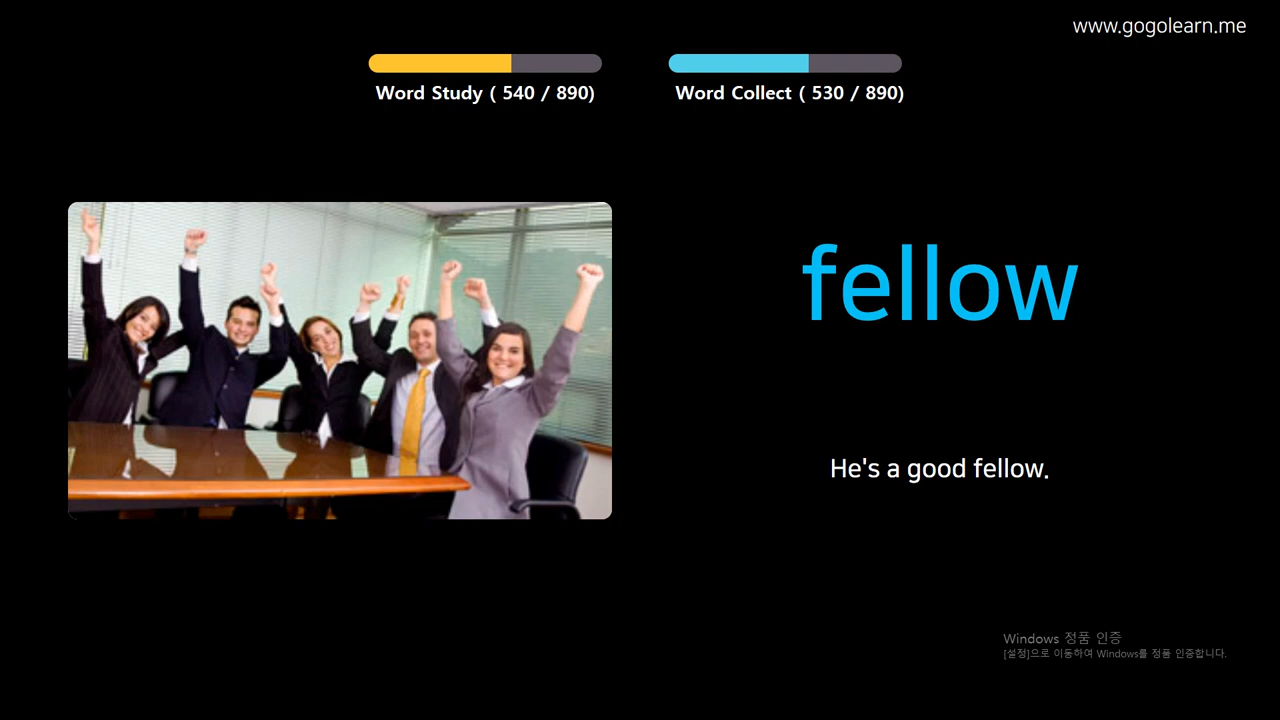 www.gogolearn.me
Word Study ( 540 / 890)
Word Collect ( 530 / 890)
fellow
He's a good fellow.
Windows 정품 인증
[설정]으로 이동하여 Windows를 정품 인증합니다.